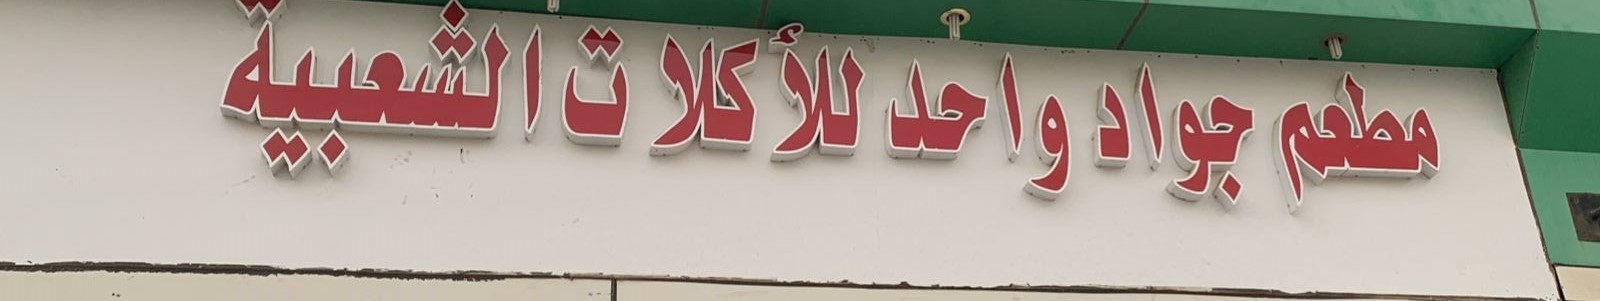 مطعم جواد واحد للأكلات الشعبية